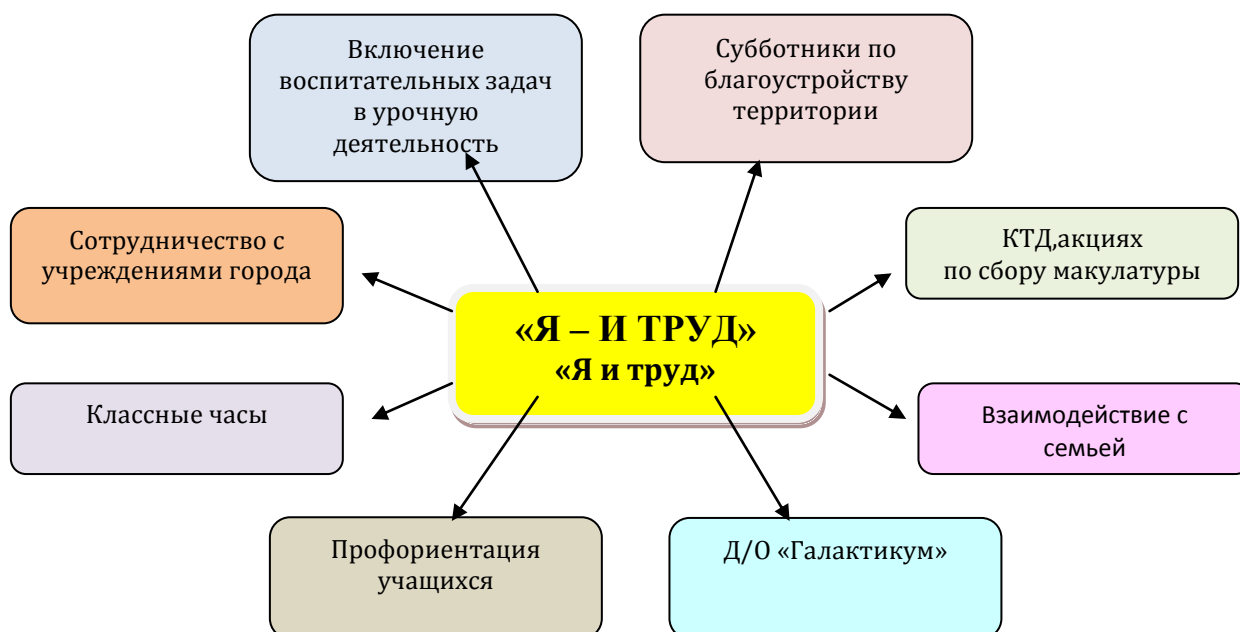 Включение
воспитательных задач
в урочную
деятельность
Субботники по
благоустройству
территории
Сотрудничество с
учреждениями города
КТД,акциях
по сбору макулатуры
«Я – И ТРУД»
«Я и труд»
Классные часы
Взаимодействие с
семьей
Профориентация
учащихся
Д/О «Галактикум»